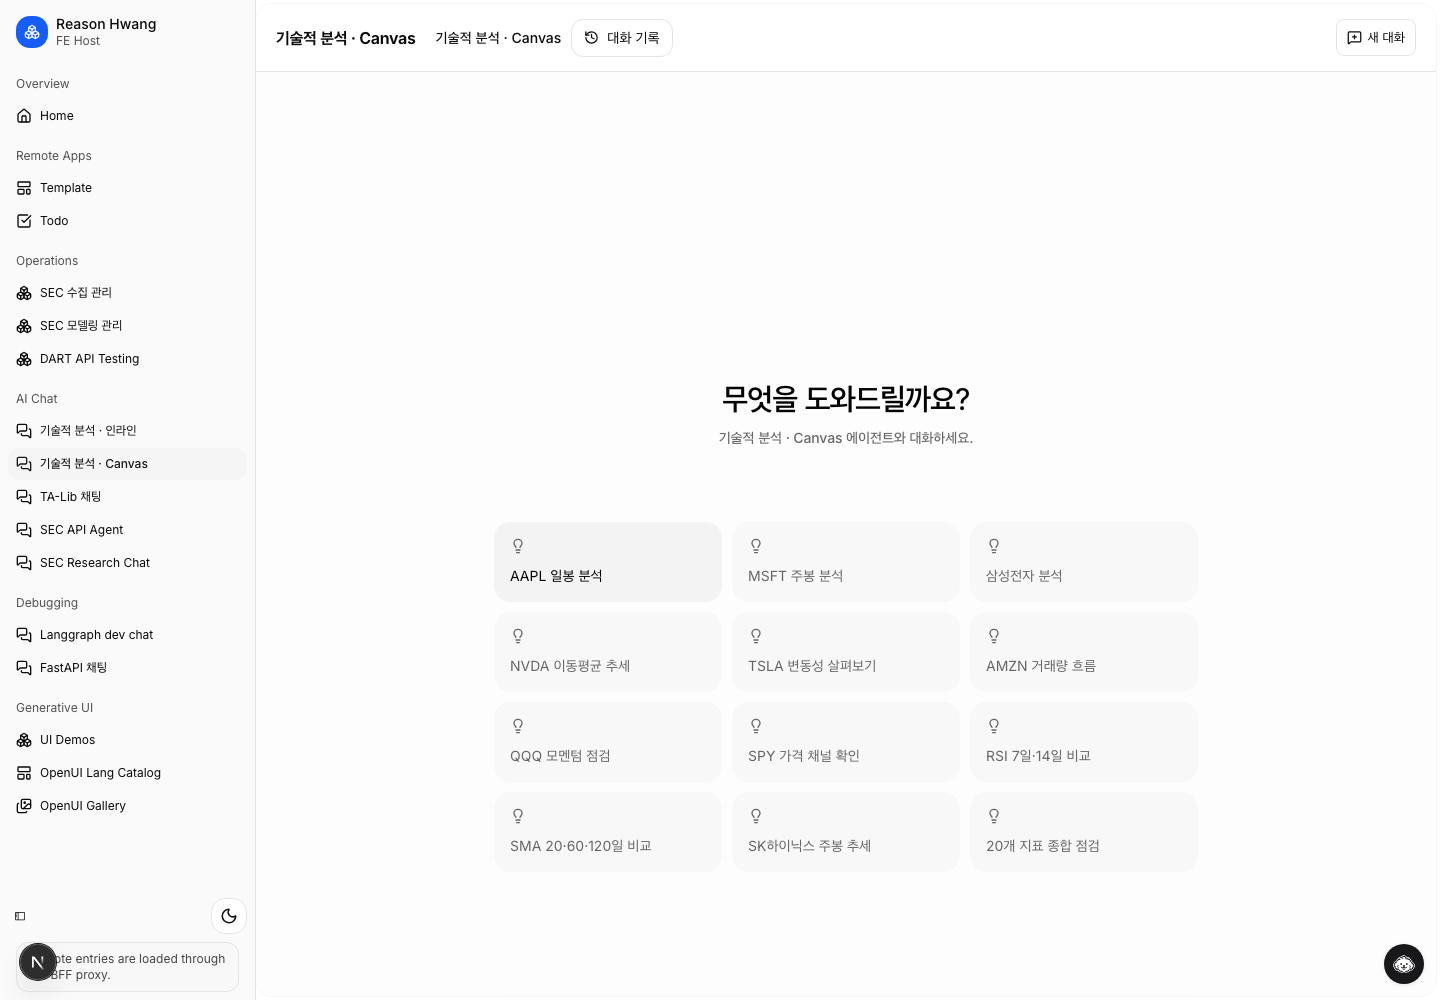 Reason Hwang
FE Host
Overview
Home
Remote Apps
Template
Todo
Operations
SEC 수집 관리
SEC 모델링 관리
DART API Testing
AI Chat
기술적 분석 · 인라인
기술적 분석 · Canvas
TA-Lib 채팅
SEC API Agent
SEC Research Chat
Debugging
Langgraph dev chat
FastAPI 채팅
Generative UI
UI Demos
OpenUI Lang Catalog
OpenUI Gallery
N
entries are loaded through
BFF proxy.
기술적 분석 · Canvas
기술적 분석 · Canvas
대화 기록
새 대화
무엇을 도와드릴까요?
기술적 분석 · Canvas 에이전트와 대화하세요.
AAPL 일봉 분석
MSFT 주봉 분석
삼성전자 분석
NVDA 이동평균 추세
TSLA 변동성 살펴보기
AMZN 거래량 흐름
QQQ 모멘텀 점검
SPY 가격 채널 확인
RSI 7일·14일 비교
SMA 20·60·120일 비교
SK하이닉스 주봉 추세
20개 지표 종합 점검